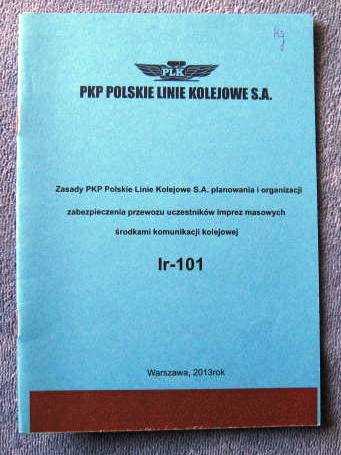 Kg
PLK
PKP POLSKIE LINIE KOLEJOWE S.A.
Zasady PKP Polskie Linie Kolejowe S.A. planowania i organizacji
zabezpieczenia przewozu uczestników imprez masowych
środkami komunikacji kolejowej
Ir-101
Warszawa, 2013rok